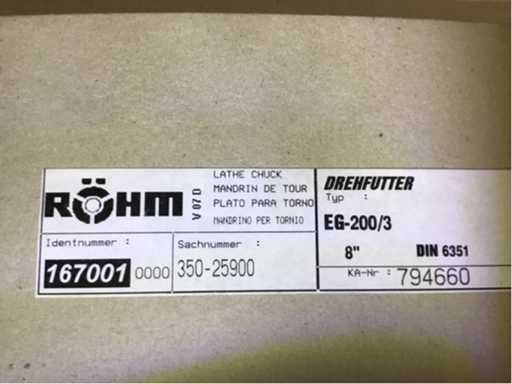 RÖHM
V 07 D
LATHE CHUCK
MANDRIN DE TOUR
PLATO PARA TORNO
MANDRINO PER TORNIO
DREHFUTTER
Typ :
EG-200/3
8" DIN 6351
Identnummer :
167001 0000
Sachnummer :
350-25900
KA-Nr : 794660